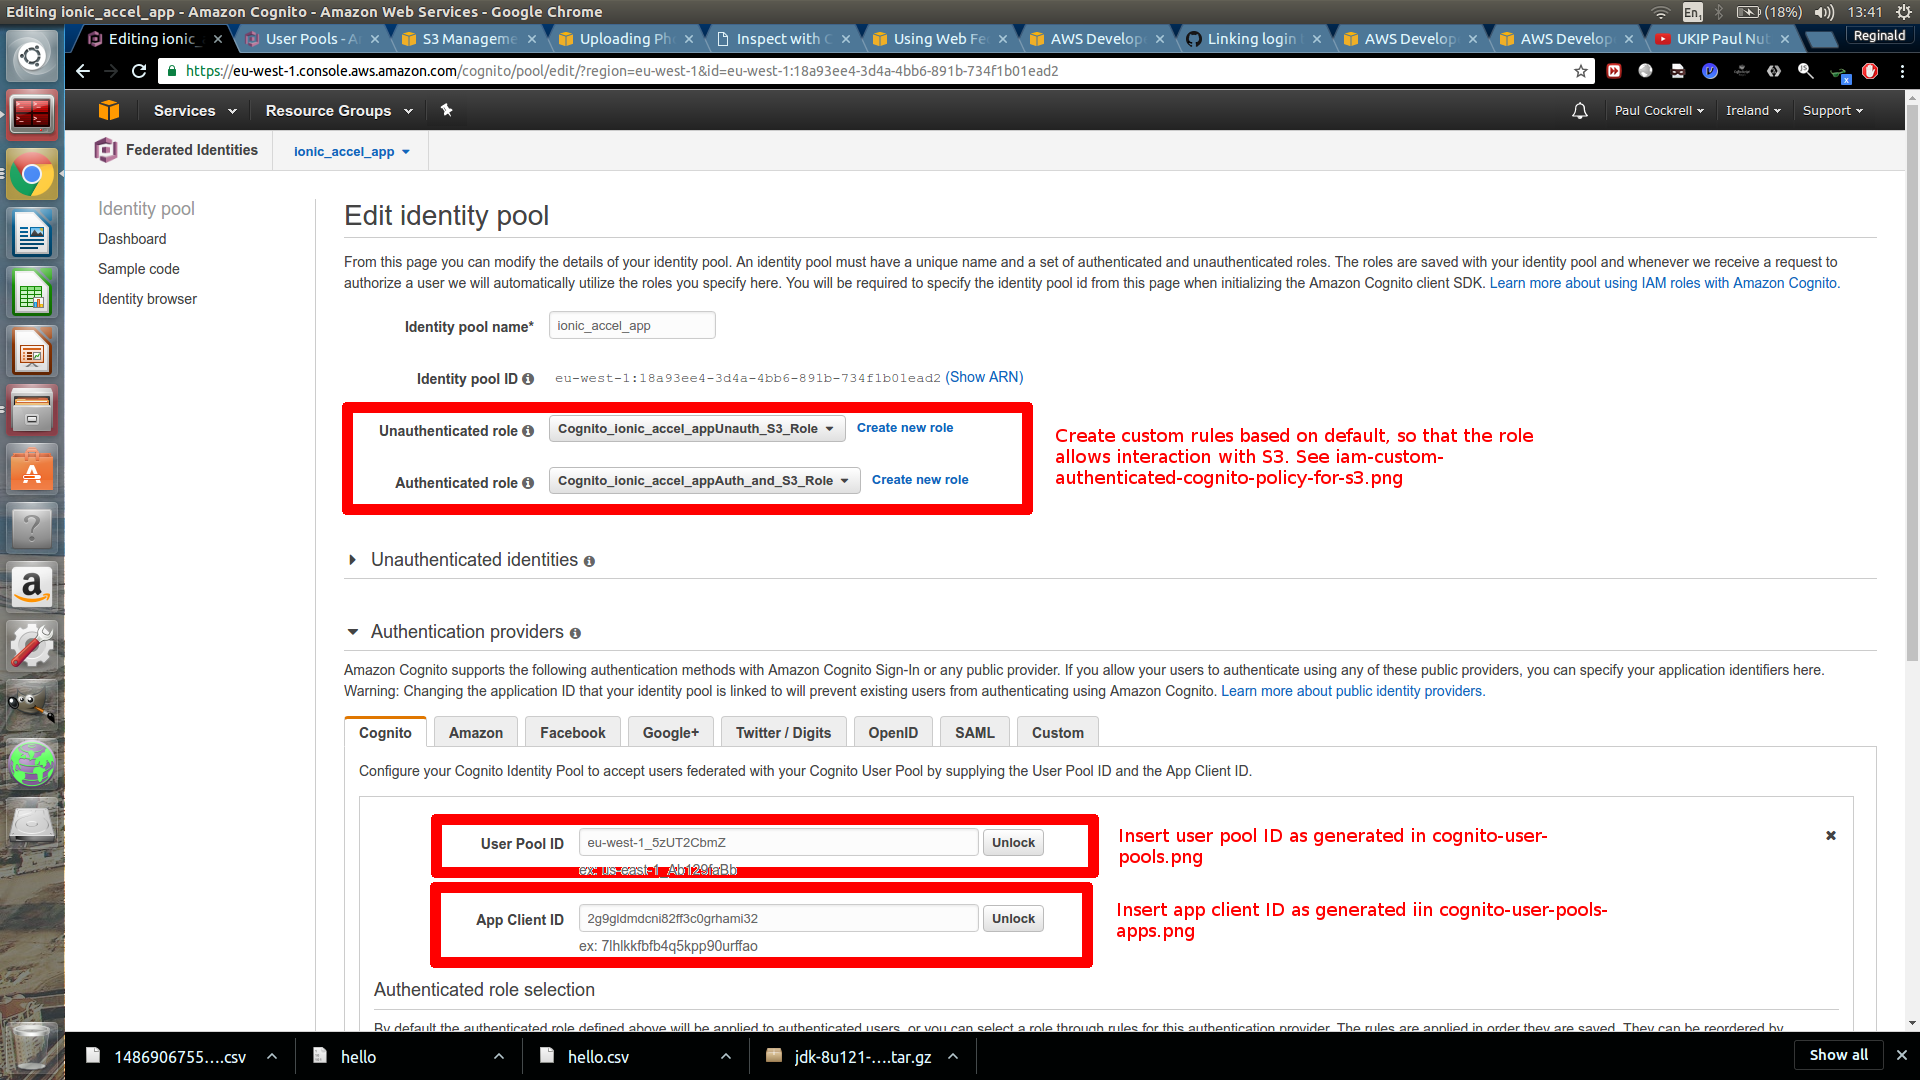 Editing ionic_accel_app - Amazon Cognito - Amazon Web Services - Google Chrome
En
(18%)
13:41
Editing ionic_
User Pools - A
S3 Manageme
Uploading Ph
Inspect with C
Using Web Fe
AWS Develop
Linking login
AWS Develop
AWS Develop
UKIP Paul Nut
Reginald
https://eu-west-1.console.aws.amazon.com/cognito/pool/edit/?region=eu-west-1&id=eu-west-1:18a93ee4-3d4a-4bb6-891b-734f1b01ead2
Services
Resource Groups
Paul Cockrell
Ireland
Support
Federated Identities
ionic_accel_app
Identity pool
Dashboard
Sample code
Identity browser
Edit identity pool
From this page you can modify the details of your identity pool. An identity pool must have a unique name and a set of authenticated and unauthenticated roles. The roles are saved with your identity pool and whenever we receive a request to
authorize a user we will automatically utilize the roles you specify here. You will be required to specify the identity pool id from this page when initializing the Amazon Cognito client SDK. Learn more about using IAM roles with Amazon Cognito.
Identity pool name* ionic_accel_app
Identity pool ID eu-west-1:18a93ee4-3d4a-4bb6-891b-734f1b01ead2 (Show ARN)
Unauthenticated role Cognito_ionic_accel_appUnauth_S3_Role Create new role
Authenticated role Cognito_ionic_accel_appAuth_and_S3_Role Create new role
Create custom rules based on default, so that the role
allows interaction with S3. See iam-custom-
authenticated-cognito-policy-for-s3.png
Unauthenticated identities
Authentication providers
Amazon Cognito supports the following authentication methods with Amazon Cognito Sign-In or any public provider. If you allow your users to authenticate using any of these public providers, you can specify your application identifiers here.
Warning: Changing the application ID that your identity pool is linked to will prevent existing users from authenticating using Amazon Cognito. Learn more about public identity providers.
Cognito
Amazon
Facebook
Google+
Twitter / Digits
OpenID
SAML
Custom
Configure your Cognito Identity Pool to accept users federated with your Cognito User Pool by supplying the User Pool ID and the App Client ID.
User Pool ID eu-west-1_5zUT2CbmZ Unlock
ex: us-east-1_Ab129faBb
Insert user pool ID as generated in cognito-user-
pools.png
App Client ID 2g9gldmdcni82ff3c0grhami32 Unlock
ex: 7lhlkkfbfb4q5kpp90urffao
Insert app client ID as generated iin cognito-user-pools-
apps.png
Authenticated role selection
By default the authenticated role defined above will be applied to authenticated users, or you can select a role through rules for this authentication provider. The rules are applied in order they are saved. They can be reordered by
1486906755....csv
hello
hello.csv
jdk-8u121-....tar.gz
Show all